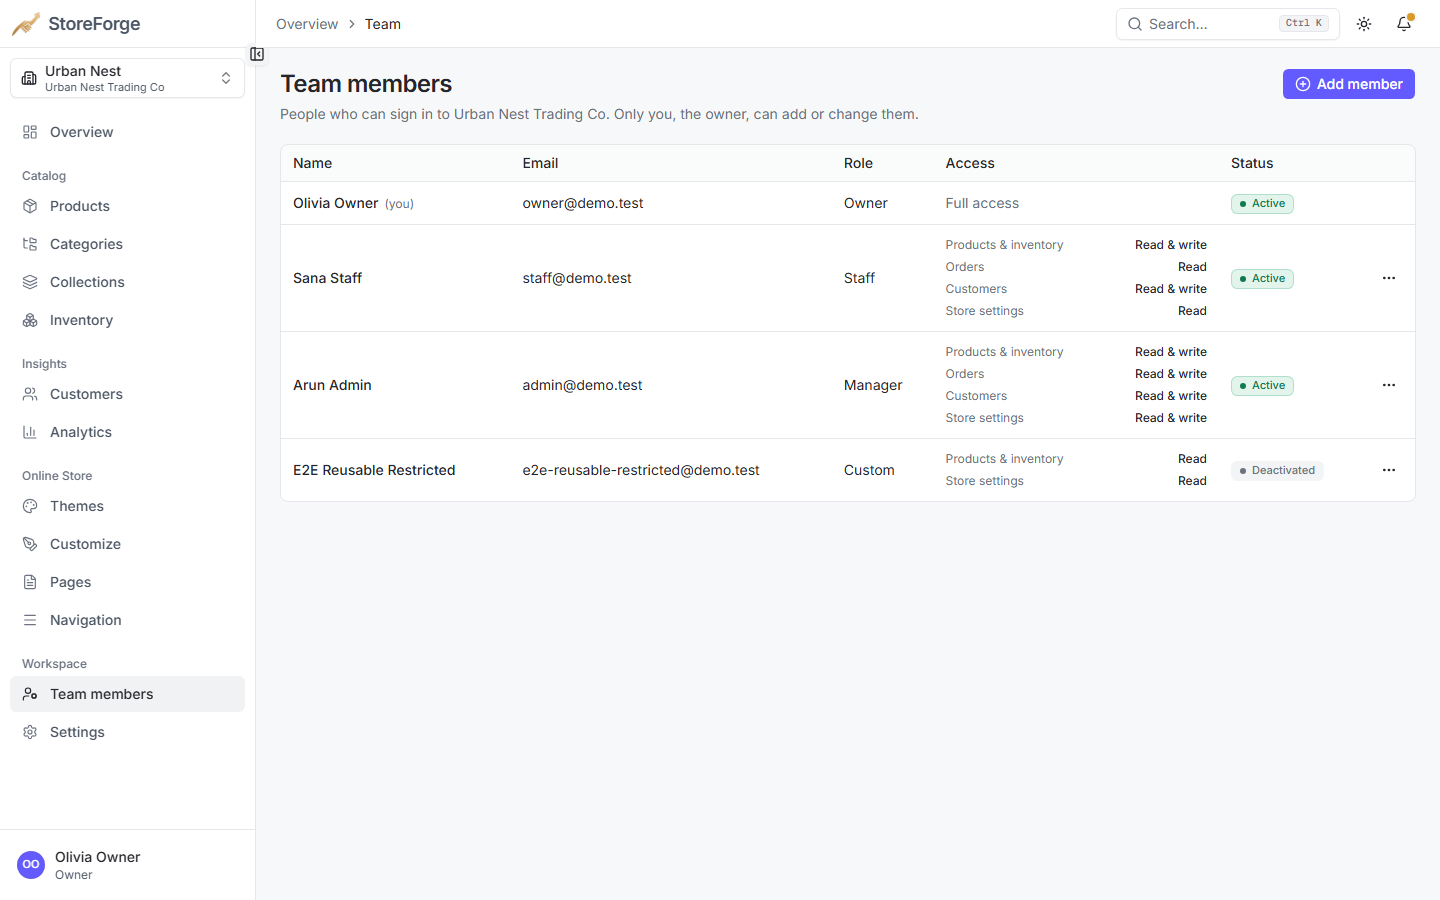 StoreForge
Overview > Team
Search... Ctrl K
Urban Nest
Urban Nest Trading Co
Overview
Catalog
Products
Categories
Collections
Inventory
Insights
Customers
Analytics
Online Store
Themes
Customize
Pages
Navigation
Workspace
Team members
Settings
OO
Olivia Owner
Owner
Team members
Add member
People who can sign in to Urban Nest Trading Co. Only you, the owner, can add or change them.
Name Email Role Access Status
Olivia Owner (you) owner@demo.test Owner Full access Active
Sana Staff staff@demo.test Staff
Products & inventory Read & write
Orders Read
Customers Read & write
Store settings Read
Active
Arun Admin admin@demo.test Manager
Products & inventory Read & write
Orders Read & write
Customers Read & write
Store settings Read & write
Active
E2E Reusable Restricted e2e-reusable-restricted@demo.test Custom
Products & inventory Read
Store settings Read
Deactivated